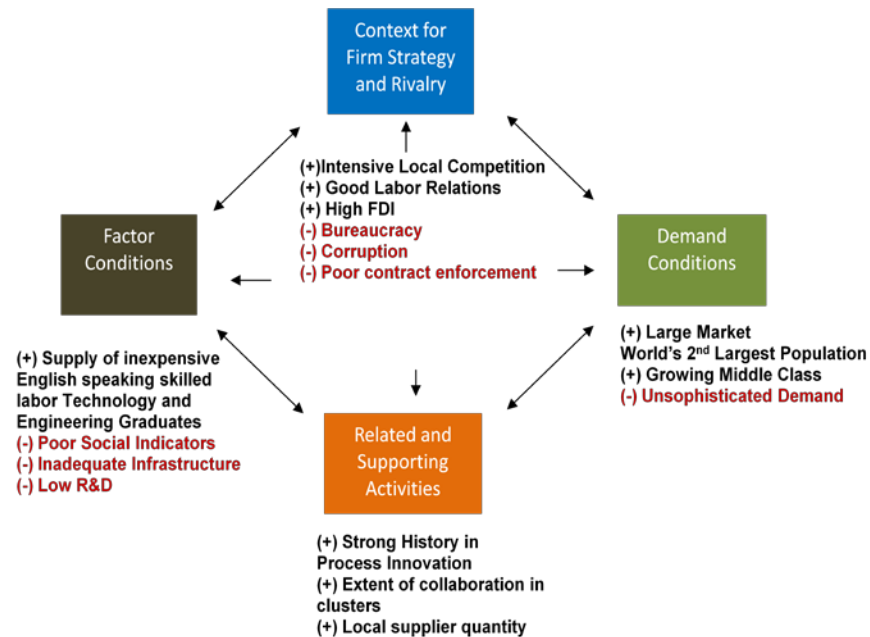 Context for
Firm Strategy
and Rivalry
(+)Intensive Local Competition
(+) Good Labor Relations
(+) High FDI
(-) Bureaucracy
(-) Corruption
(-) Poor contract enforcement
Factor
Conditions
(+) Supply of inexpensive
English speaking skilled
labor Technology and
Engineering Graduates
(-) Poor Social Indicators
(-) Inadequate Infrastructure
(-) Low R&D
Demand
Conditions
(+) Large Market
World's 2nd Largest Population
(+) Growing Middle Class
(-) Unsophisticated Demand
Related and
Supporting
Activities
(+) Strong History in
Process Innovation
(+) Extent of collaboration in
clusters
(+) Local supplier quantity